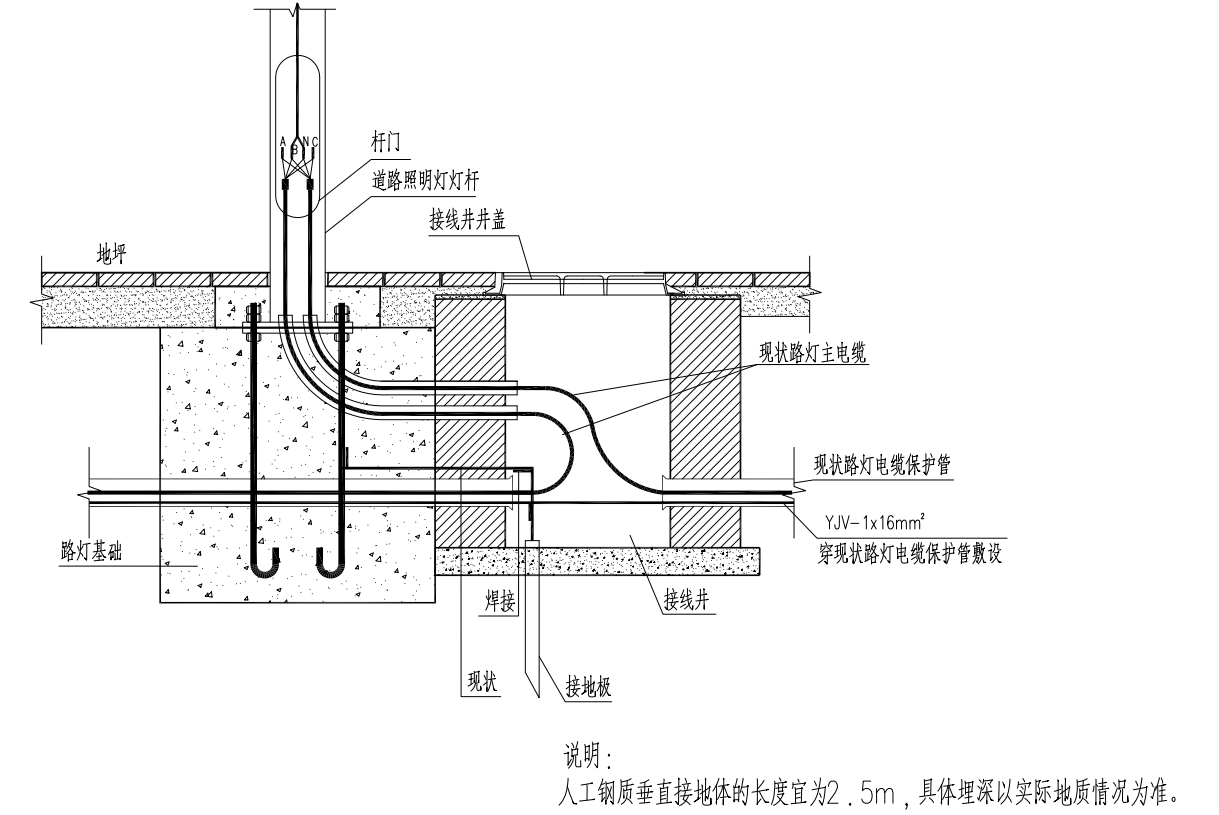 A
B
N
C
杆门
道路照明灯灯杆
接线井井盖
地坪
现状路灯主电缆
现状路灯电缆保护管
YJV-1x16mm²
穿现状路灯电缆保护管敷设
路灯基础
焊接
接线井
现状
接地极
说明：
人工钢质垂直接地体的长度宜为2.5m，具体埋深以实际地质情况为准。